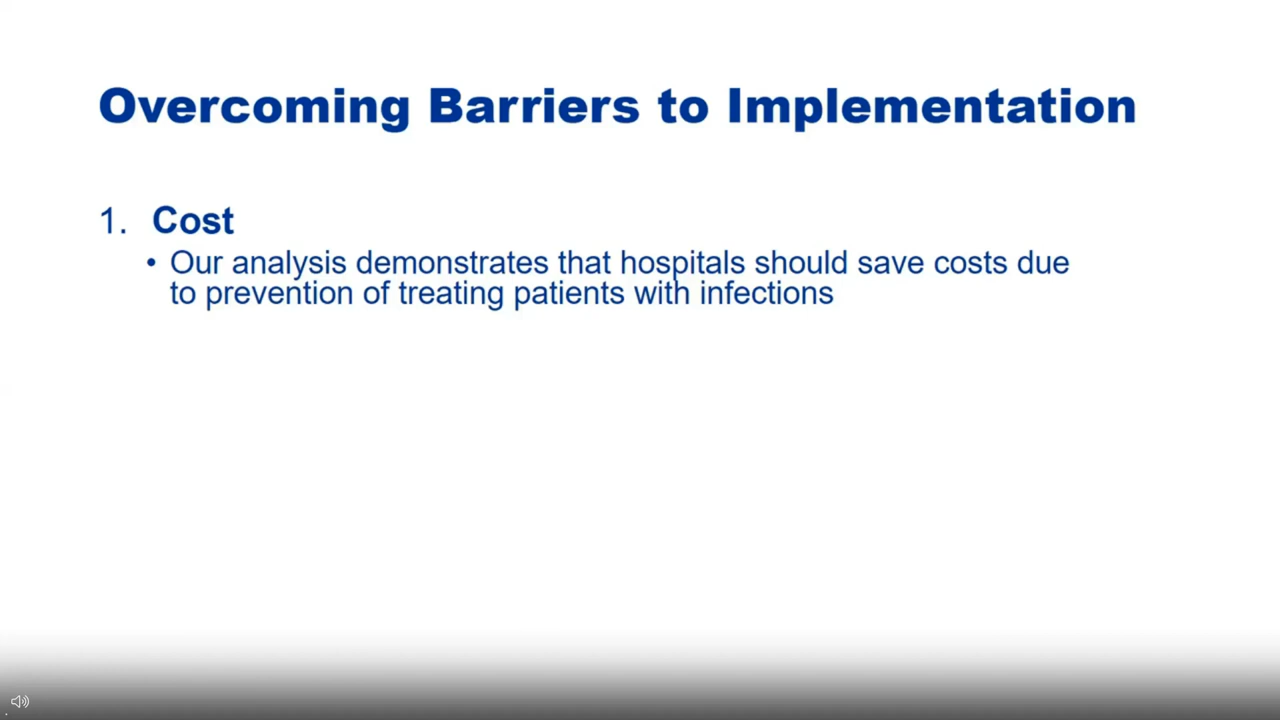 Overcoming Barriers to Implementation
1. Cost
• Our analysis demonstrates that hospitals should save costs due
to prevention of treating patients with infections